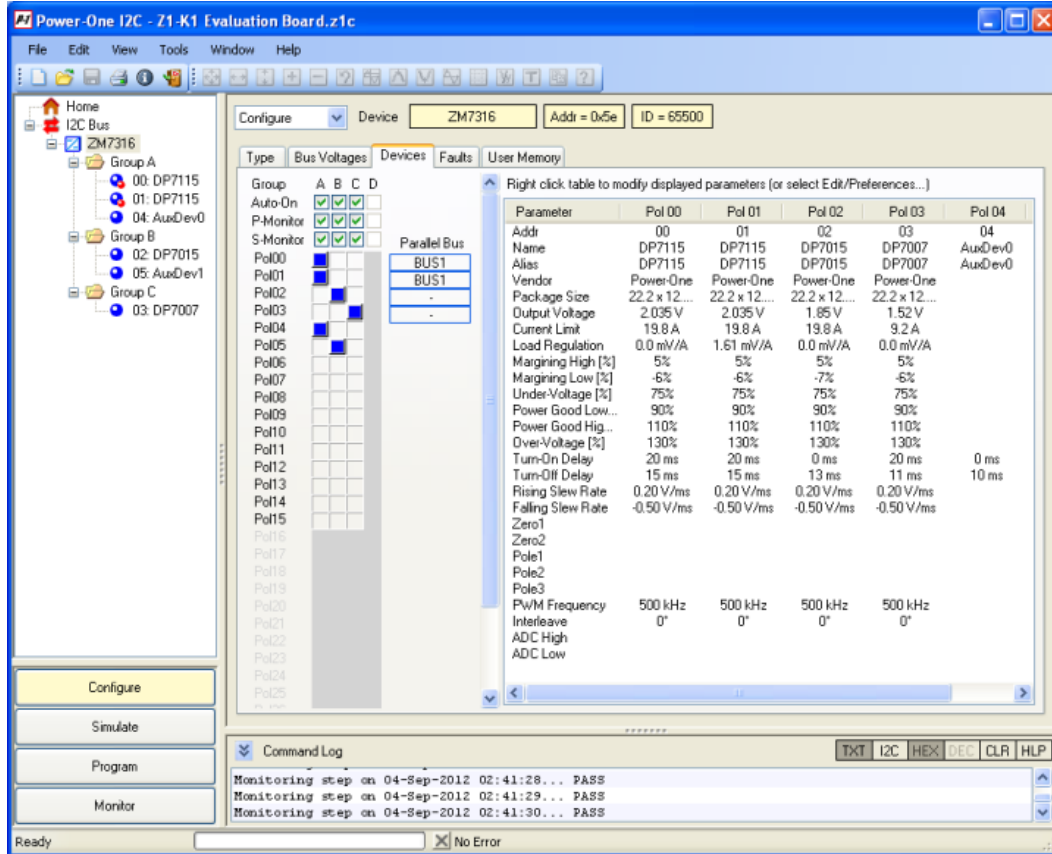 Power-One I2C - Z1-K1 Evaluation Board.z1c
File Edit View Tools Window Help
Home
I2C Bus
ZM7316
Group A
00: DP7115
01: DP7115
04: AuxDev0
Group B
02: DP7015
05: AuxDev1
Group C
03: DP7007
Configure
Simulate
Program
Monitor
Configure Device ZM7316 Addr = 0x5e ID = 65500
Type Bus Voltages Devices Faults User Memory
Group A B C D
Auto-On
P-Monitor
S-Monitor Parallel Bus
Pol00 BUS1
Pol01 BUS1
Pol02 -
Pol03 -
Pol04
Pol05
Pol06
Pol07
Pol08
Pol09
Pol10
Pol11
Pol12
Pol13
Pol14
Pol15
Pol16
Pol17
Pol18
Pol19
Pol20
Pol21
Pol22
Pol23
Pol24
Pol25
Right click table to modify displayed parameters (or select Edit/Preferences...)
Parameter Pol 00 Pol 01 Pol 02 Pol 03 Pol 04
Addr 00 01 02 03 04
Name DP7115 DP7115 DP7015 DP7007 AuxDev0
Alias DP7115 DP7115 DP7015 DP7007 AuxDev0
Vendor Power-One Power-One Power-One Power-One
Package Size 22.2 x 12.... 22.2 x 12.... 22.2 x 12.... 22.2 x 12....
Output Voltage 2.035 V 2.035 V 1.85 V 1.52 V
Current Limit 19.8 A 19.8 A 19.8 A 9.2 A
Load Regulation 0.0 mV/A 1.61 mV/A 0.0 mV/A 0.0 mV/A
Margining High [%] 5% 5% 5% 5%
Margining Low [%] -6% -6% -7% -6%
Under-Voltage [%] 75% 75% 75% 75%
Power Good Low... 90% 90% 90% 90%
Power Good Hig... 110% 110% 110% 110%
Over-Voltage [%] 130% 130% 130% 130%
Turn-On Delay 20 ms 20 ms 0 ms 20 ms 0 ms
Turn-Off Delay 15 ms 15 ms 13 ms 11 ms 10 ms
Rising Slew Rate 0.20 V/ms 0.20 V/ms 0.20 V/ms 0.20 V/ms
Falling Slew Rate -0.50 V/ms -0.50 V/ms -0.50 V/ms -0.50 V/ms
Zero1
Zero2
Pole1
Pole2
Pole3
PWM Frequency 500 kHz 500 kHz 500 kHz 500 kHz
Interleave 0° 0° 0° 0°
ADC High
ADC Low
Command Log TXT I2C HEX DEC CLR HLP
Monitoring step on 04-Sep-2012 02:41:28... PASS
Monitoring step on 04-Sep-2012 02:41:29... PASS
Monitoring step on 04-Sep-2012 02:41:30... PASS
Ready No Error